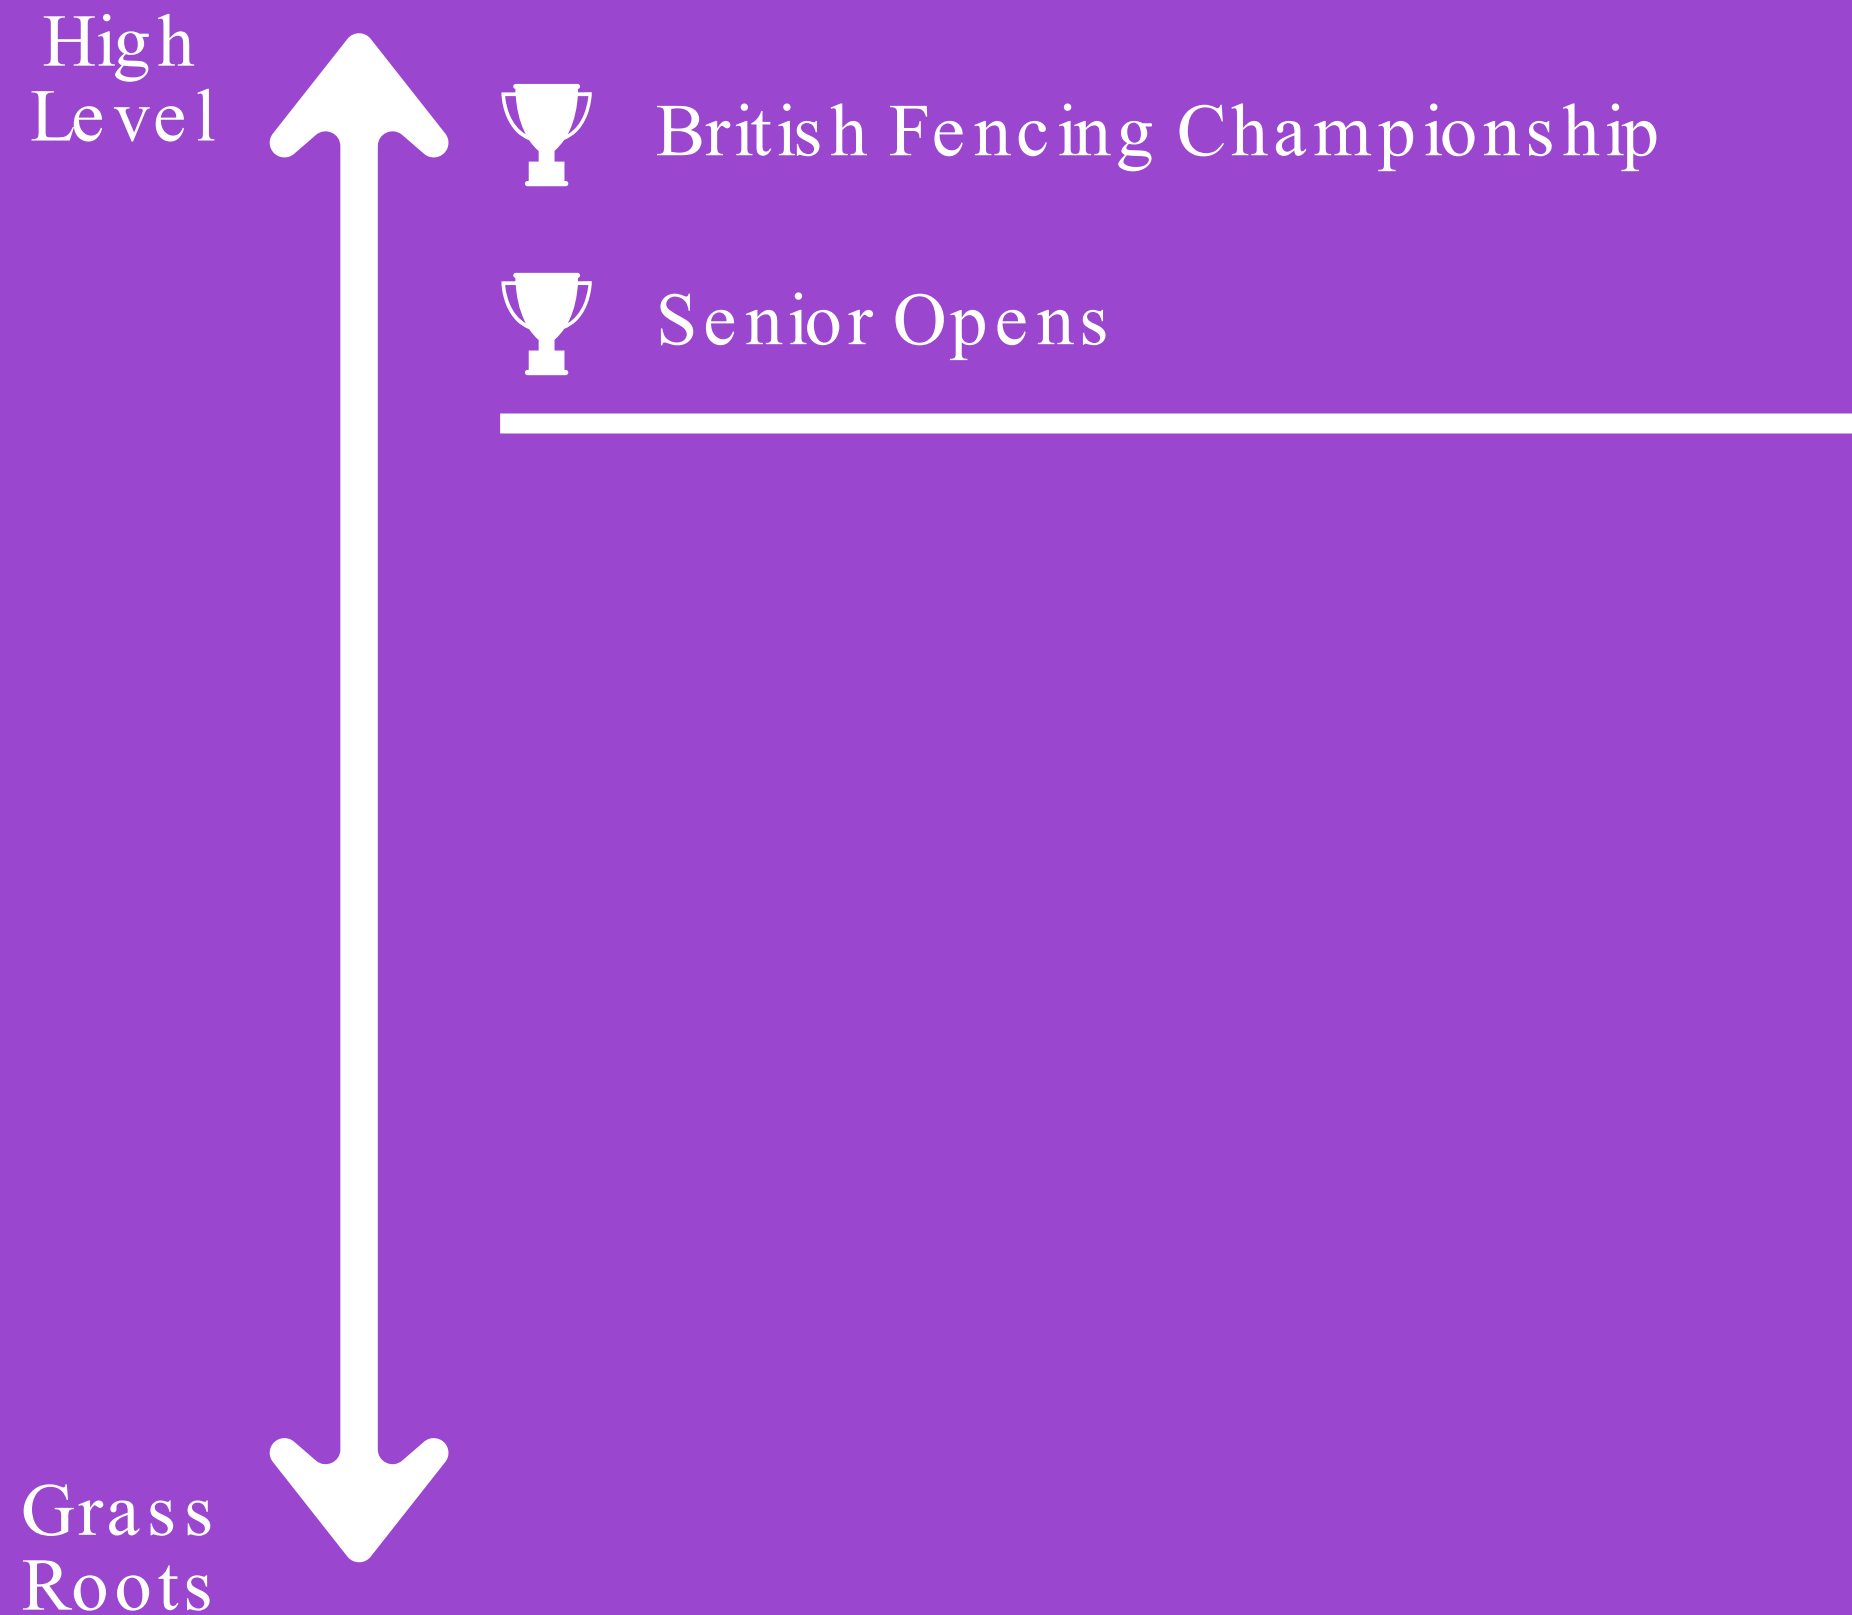 High
Level
British Fencing Championship
Senior Opens
Grass
Roots